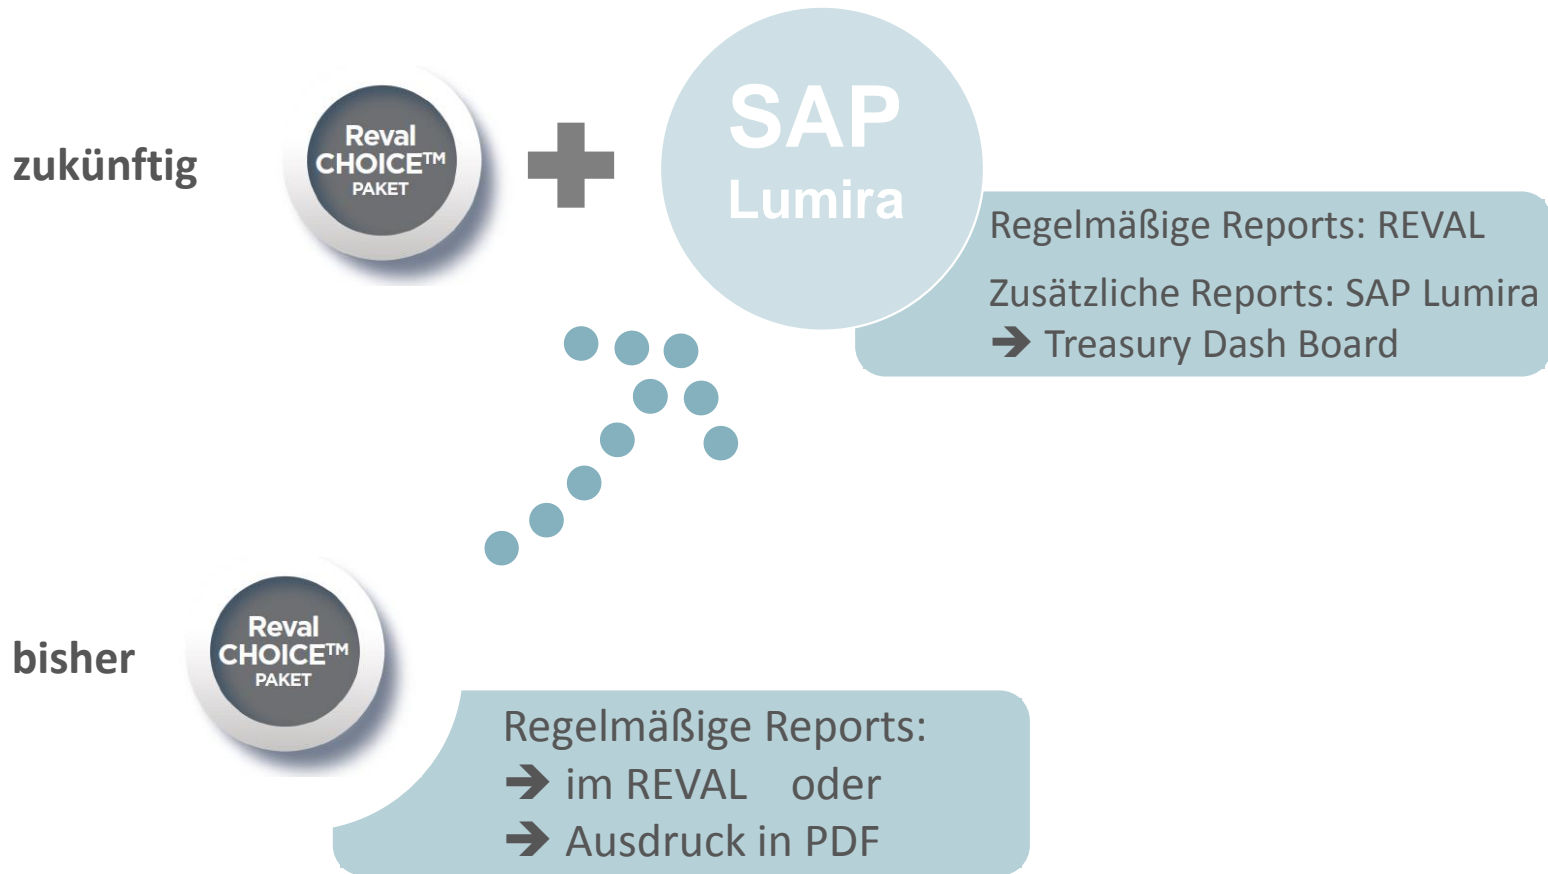 zukünftig
Reval
CHOICE™
PAKET
SAP
Lumira
Regelmäßige Reports: REVAL
Zusätzliche Reports: SAP Lumira
➔ Treasury Dash Board
bisher
Reval
CHOICE™
PAKET
Regelmäßige Reports:
➔ im REVAL oder
➔ Ausdruck in PDF